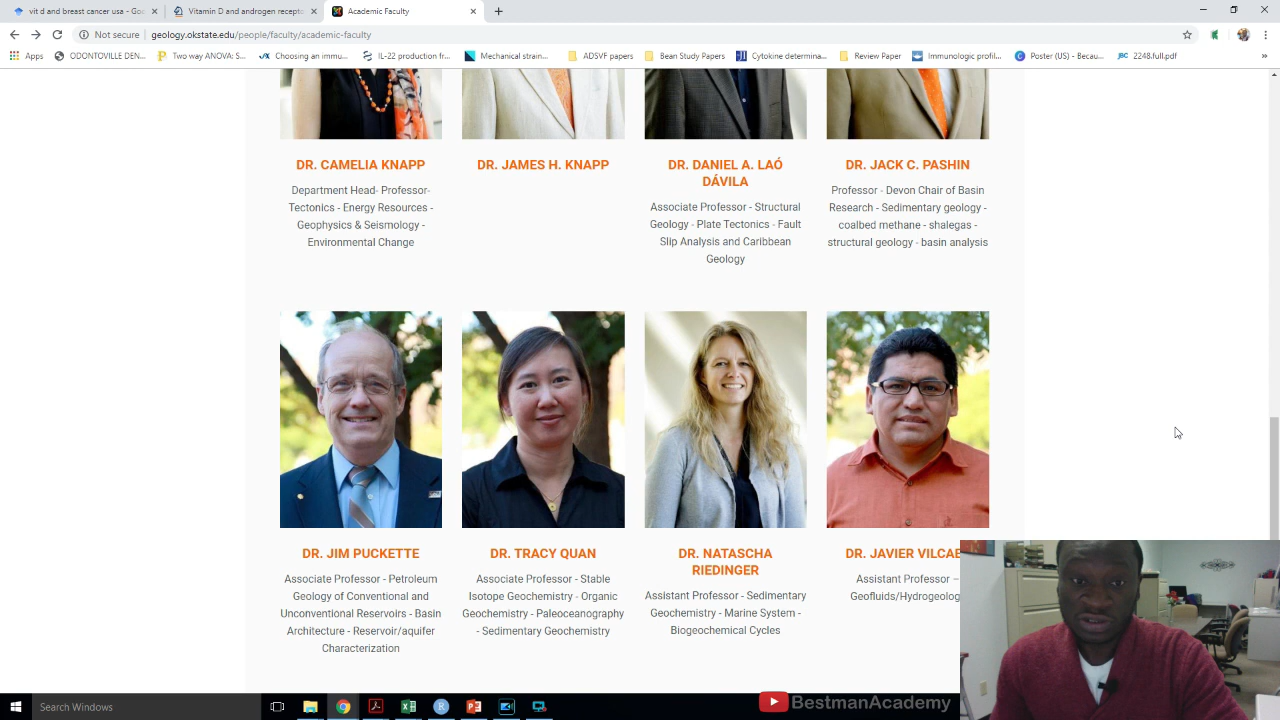 vit d and breast cancer usa - Goo
Vitamin D and androgen recepto
Academic Faculty
Not secure
geology.okstate.edu/people/faculty/academic-faculty
Apps
ODONTOVILLE DEN...
Two way ANOVA: S...
Choosing an immu...
IL-22 production fr...
Mechanical strain...
ADSVF papers
Bean Study Papers
Cytokine determina...
Review Paper
Immunologic profil...
Poster (US) - Becau...
2248.full.pdf
»
DR. CAMELIA KNAPP
Department Head- Professor-
Tectonics - Energy Resources -
Geophysics & Seismology -
Environmental Change
DR. JAMES H. KNAPP
DR. DANIEL A. LAÓ
DÁVILA
Associate Professor - Structural
Geology - Plate Tectonics - Fault
Slip Analysis and Caribbean
Geology
DR. JACK C. PASHIN
Professor - Devon Chair of Basin
Research - Sedimentary geology -
coalbed methane - shalegas -
structural geology - basin analysis
DR. JIM PUCKETTE
Associate Professor - Petroleum
Geology of Conventional and
Unconventional Reservoirs - Basin
Architecture - Reservoir/aquifer
Characterization
DR. TRACY QUAN
Associate Professor - Stable
Isotope Geochemistry - Organic
Geochemistry - Paleoceanography
- Sedimentary Geochemistry
DR. NATASCHA
RIEDINGER
Assistant Professor - Sedimentary
Geochemistry - Marine System -
Biogeochemical Cycles
DR. JAVIER VILCAE
Assistant Professor –
Geofluids/Hydrogeolog
Search Windows
BestmanAcademy